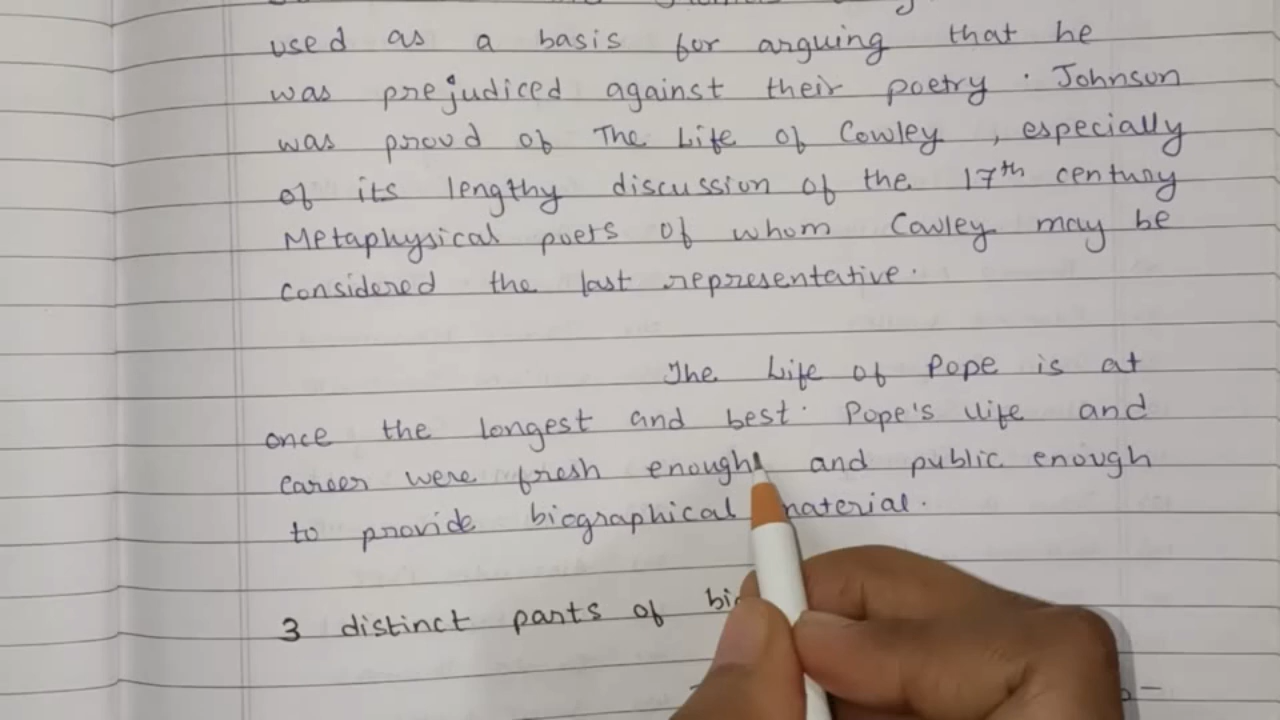 used as a basis for arguing that he
was prejudiced against their poetry. Johnson
was proud of The Life of Cowley, especially
of its lengthy discussion of the 17th century
Metaphysical poets of whom Cowley may be
considered the last representative.
The Life of Pope is at
once the longest and best. Pope's life and
career were fresh enough and public enough
to provide biographical material.
3 distinct parts of